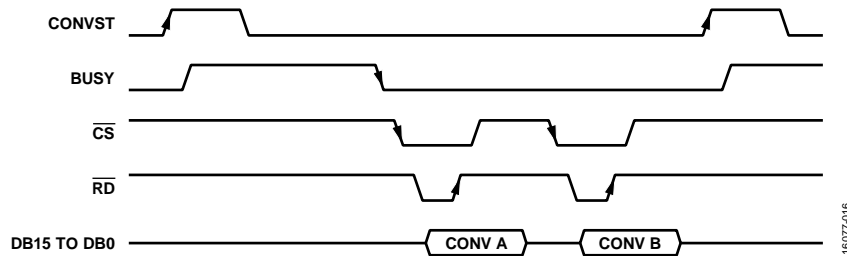 CONVST
BUSY
CS
RD
DB15 TO DB0
CONV A
CONV B
16077-016